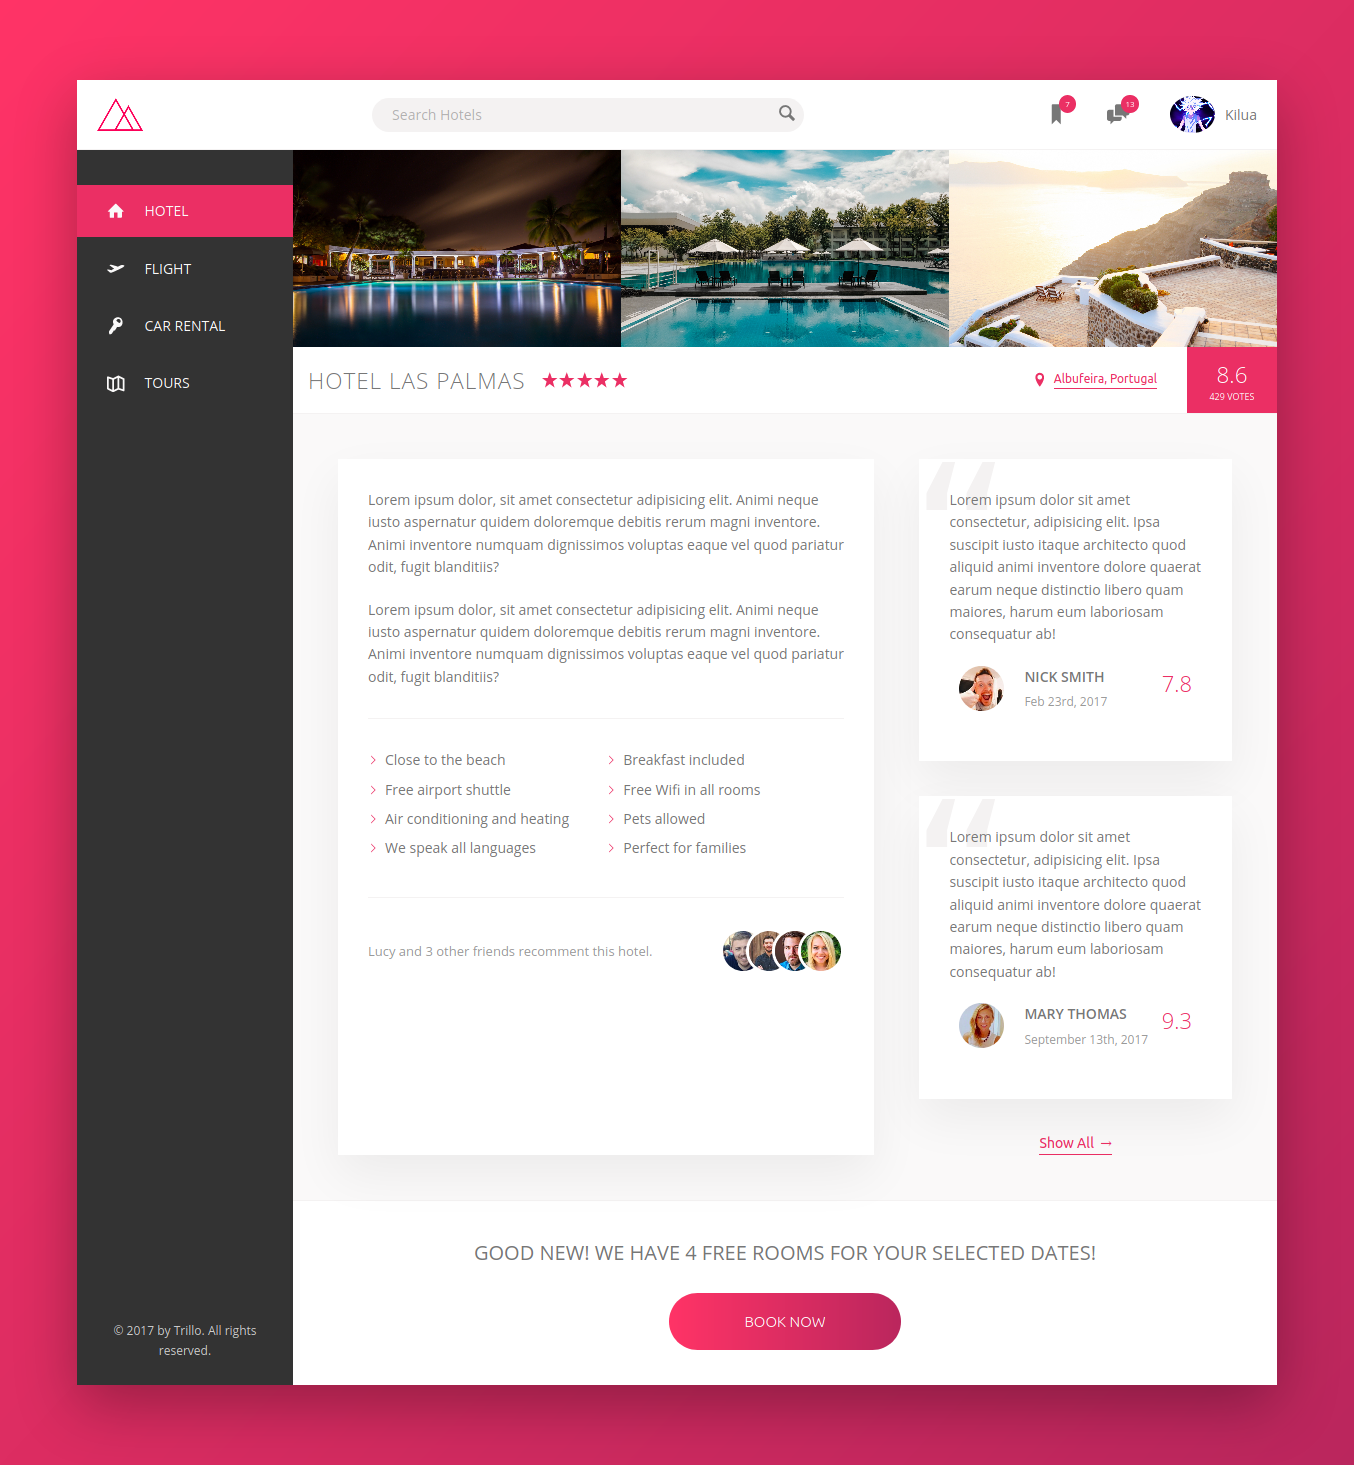 Search Hotels
7
13
Kilua
HOTEL
FLIGHT
CAR RENTAL
TOURS
© 2017 by Trillo. All rights
reserved.
HOTEL LAS PALMAS ★★★★★
Albufeira, Portugal
8.6
429 VOTES
Lorem ipsum dolor, sit amet consectetur adipisicing elit. Animi neque
iusto aspernatur quidem doloremque debitis rerum magni inventore.
Animi inventore numquam dignissimos voluptas eaque vel quod pariatur
odit, fugit blanditiis?
Lorem ipsum dolor, sit amet consectetur adipisicing elit. Animi neque
iusto aspernatur quidem doloremque debitis rerum magni inventore.
Animi inventore numquam dignissimos voluptas eaque vel quod pariatur
odit, fugit blanditiis?
Close to the beach
Breakfast included
Free airport shuttle
Free Wifi in all rooms
Air conditioning and heating
Pets allowed
We speak all languages
Perfect for families
Lucy and 3 other friends recomment this hotel.
“
Lorem ipsum dolor sit amet
consectetur, adipisicing elit. Ipsa
suscipit iusto itaque architecto quod
aliquid animi inventore dolore quaerat
earum neque distinctio libero quam
maiores, harum eum laboriosam
consequatur ab!
NICK SMITH
Feb 23rd, 2017
7.8
“
Lorem ipsum dolor sit amet
consectetur, adipisicing elit. Ipsa
suscipit iusto itaque architecto quod
aliquid animi inventore dolore quaerat
earum neque distinctio libero quam
maiores, harum eum laboriosam
consequatur ab!
MARY THOMAS
September 13th, 2017
9.3
Show All →
GOOD NEW! WE HAVE 4 FREE ROOMS FOR YOUR SELECTED DATES!
BOOK NOW